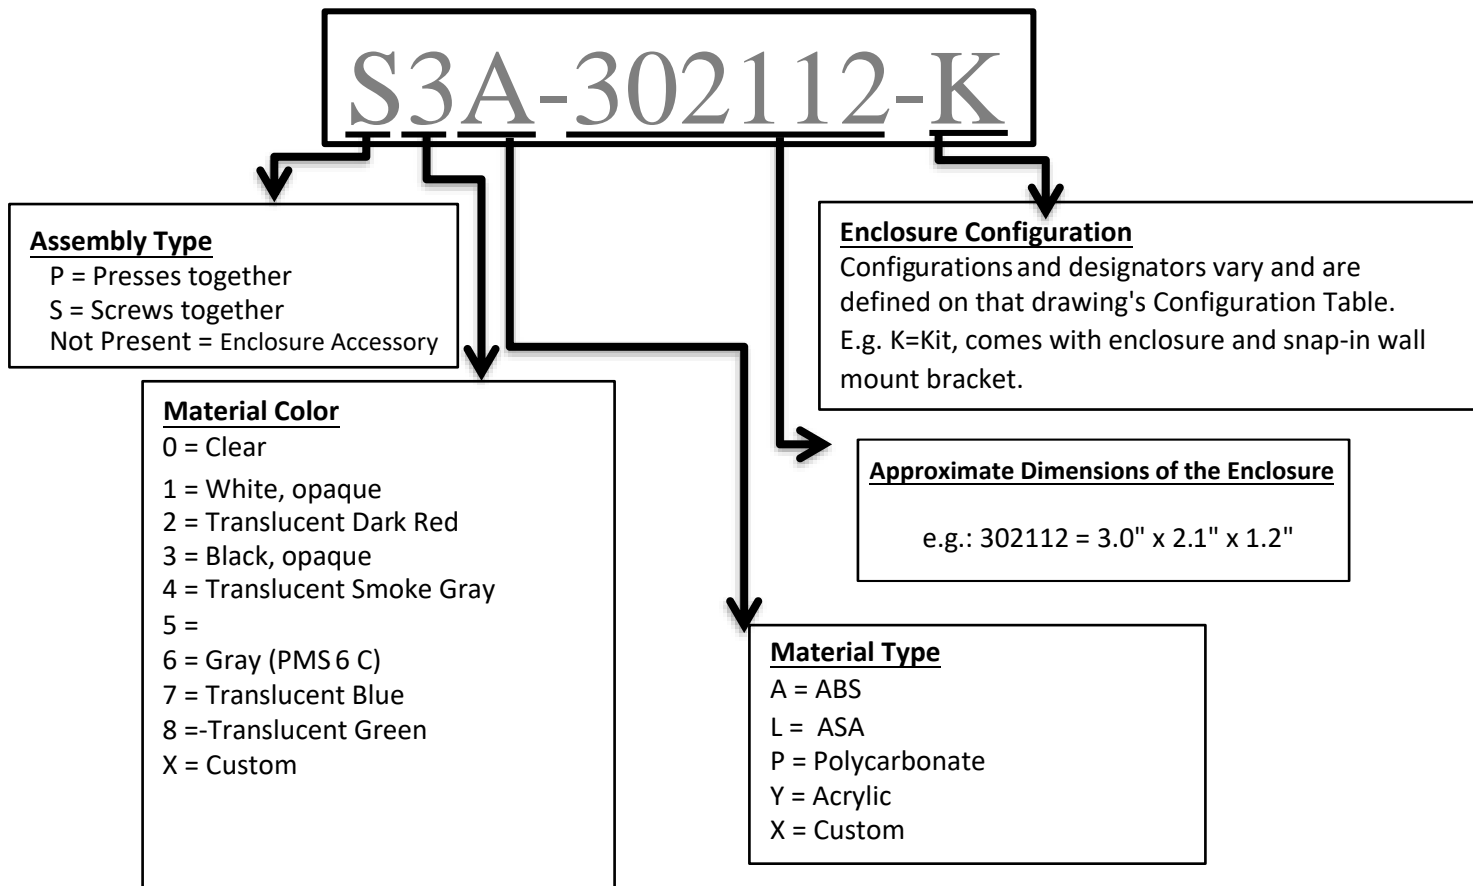 S3A-302112-K
Assembly Type
P = Presses together
S = Screws together
Not Present = Enclosure Accessory
Enclosure Configuration
Configurations and designators vary and are
defined on that drawing's Configuration Table.
E.g. K=Kit, comes with enclosure and snap-in wall
mount bracket.
Material Color
0 = Clear
1 = White, opaque
2 = Translucent Dark Red
3 = Black, opaque
4 = Translucent Smoke Gray
5 =
6 = Gray (PMS 6 C)
7 = Translucent Blue
8 =-Translucent Green
X = Custom
Approximate Dimensions of the Enclosure
e.g.: 302112 = 3.0" x 2.1" x 1.2"
Material Type
A = ABS
L = ASA
P = Polycarbonate
Y = Acrylic
X = Custom